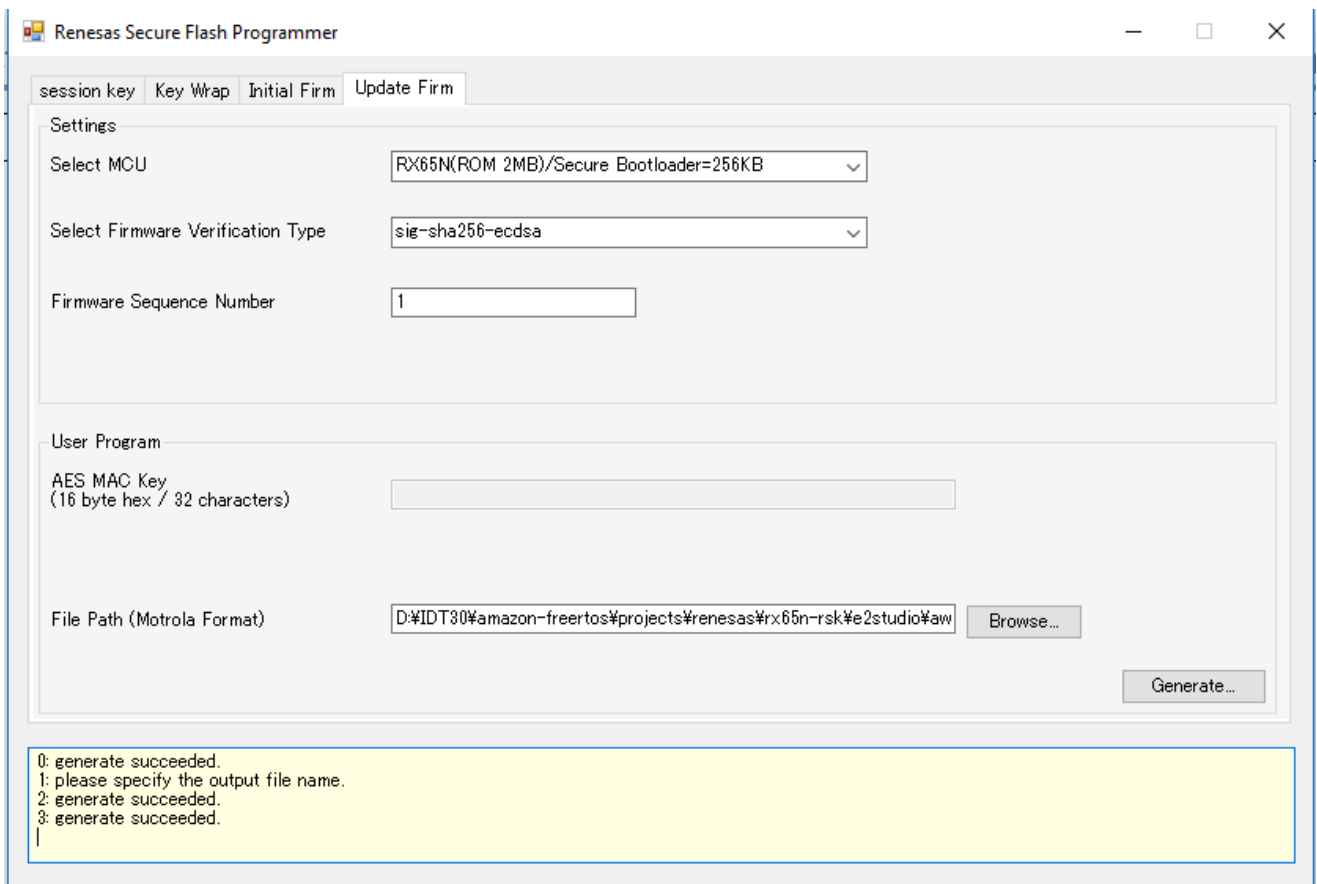 Renesas Secure Flash Programmer
session key Key Wrap Initial Firm Update Firm
Settings
Select MCU RX65N(ROM 2MB)/Secure Bootloader=256KB
Select Firmware Verification Type sig-sha256-ecdsa
Firmware Sequence Number 1
User Program
AES MAC Key
(16 byte hex / 32 characters)
File Path (Motrola Format) D:¥IDT30¥amazon-freertos¥projects¥renesas¥rx65n-rsk¥e2studio¥aw Browse...
Generate...
0: generate succeeded.
1: please specify the output file name.
2: generate succeeded.
3: generate succeeded.